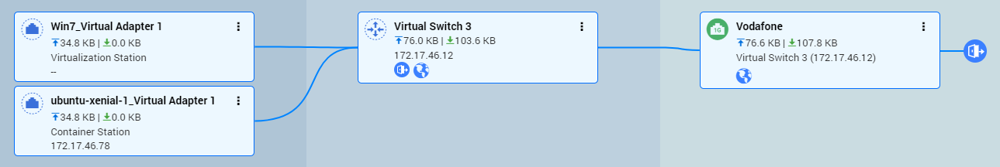 Win7_Virtual Adapter 1
34.8 KB | 0.0 KB
Virtualization Station
--
ubuntu-xenial-1_Virtual Adapter 1
34.8 KB | 0.0 KB
Container Station
172.17.46.78
Virtual Switch 3
76.0 KB | 103.6 KB
172.17.46.12
1G
Vodafone
76.6 KB | 107.8 KB
Virtual Switch 3 (172.17.46.12)